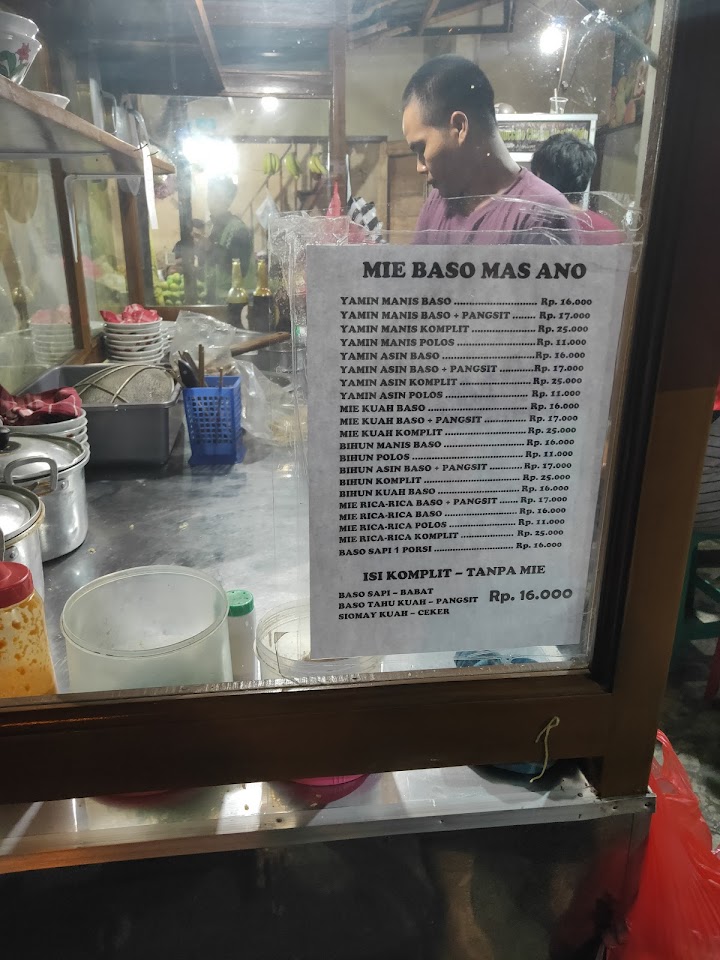 MIE BASO MAS ANO
YAMIN MANIS BASO ............................ Rp. 16.000
YAMIN MANIS BASO + PANGSIT ........ Rp. 17.000
YAMIN MANIS KOMPLIT ...................... Rp. 25.000
YAMIN MANIS POLOS ........................... Rp. 11.000
YAMIN ASIN BASO ................................ Rp. 16.000
YAMIN ASIN BASO + PANGSIT ............ Rp. 17.000
YAMIN ASIN KOMPLIT ......................... Rp. 25.000
YAMIN ASIN POLOS .............................. Rp. 11.000
MIE KUAH BASO ................................... Rp. 16.000
MIE KUAH BASO + PANGSIT ............... Rp. 17.000
MIE KUAH KOMPLIT ............................ Rp. 25.000
BIHUN MANIS BASO ............................. Rp. 16.000
BIHUN POLOS ........................................ Rp. 11.000
BIHUN ASIN BASO + PANGSIT ............ Rp. 17.000
BIHUN KOMPLIT ................................... Rp. 25.000
BIHUN KUAH BASO .............................. Rp. 16.000
MIE RICA-RICA BASO + PANGSIT ....... Rp. 17.000
MIE RICA-RICA BASO .......................... Rp. 16.000
MIE RICA-RICA POLOS ........................ Rp. 11.000
MIE RICA-RICA KOMPLIT ................... Rp. 25.000
BASO SAPI 1 PORSI .............................. Rp. 16.000
ISI KOMPLIT – TANPA MIE
BASO SAPI – BABAT
BASO TAHU KUAH – PANGSIT Rp. 16.000
SIOMAY KUAH – CEKER